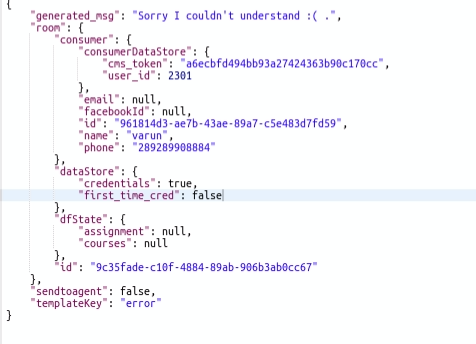 {
"generated_msg": "Sorry I couldn't understand :( .",
"room": {
"consumer": {
"consumerDataStore": {
"cms_token": "a6ecbfd494bb93a27424363b90c170cc",
"user_id": 2301
},
"email": null,
"facebookId": null,
"id": "961814d3-ae7b-43ae-89a7-c5e483d7fd59",
"name": "varun",
"phone": "289289908884"
},
"dataStore": {
"credentials": true,
"first_time_cred": false
},
"dfState": {
"assignment": null,
"courses": null
},
"id": "9c35fade-c10f-4884-89ab-906b3ab0cc67"
},
"sendtoagent": false,
"templateKey": "error"
}